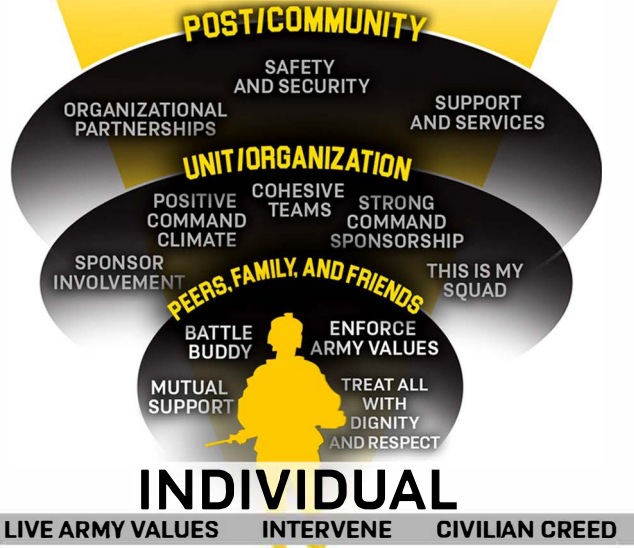 POST/COMMUNITY
SAFETY
AND SECURITY
ORGANIZATIONAL
PARTNERSHIPS
SUPPORT
AND SERVICES
UNIT/ORGANIZATION
POSITIVE
COMMAND
CLIMATE
COHESIVE
TEAMS
STRONG
COMMAND
SPONSORSHIP
SPONSOR
INVOLVEMENT
THIS IS MY
SQUAD
PEERS, FAMILY, AND FRIENDS
BATTLE
BUDDY
ENFORCE
ARMY VALUES
MUTUAL
SUPPORT
TREAT ALL
WITH
DIGNITY
AND RESPECT
INDIVIDUAL
LIVE ARMY VALUES INTERVENE CIVILIAN CREED